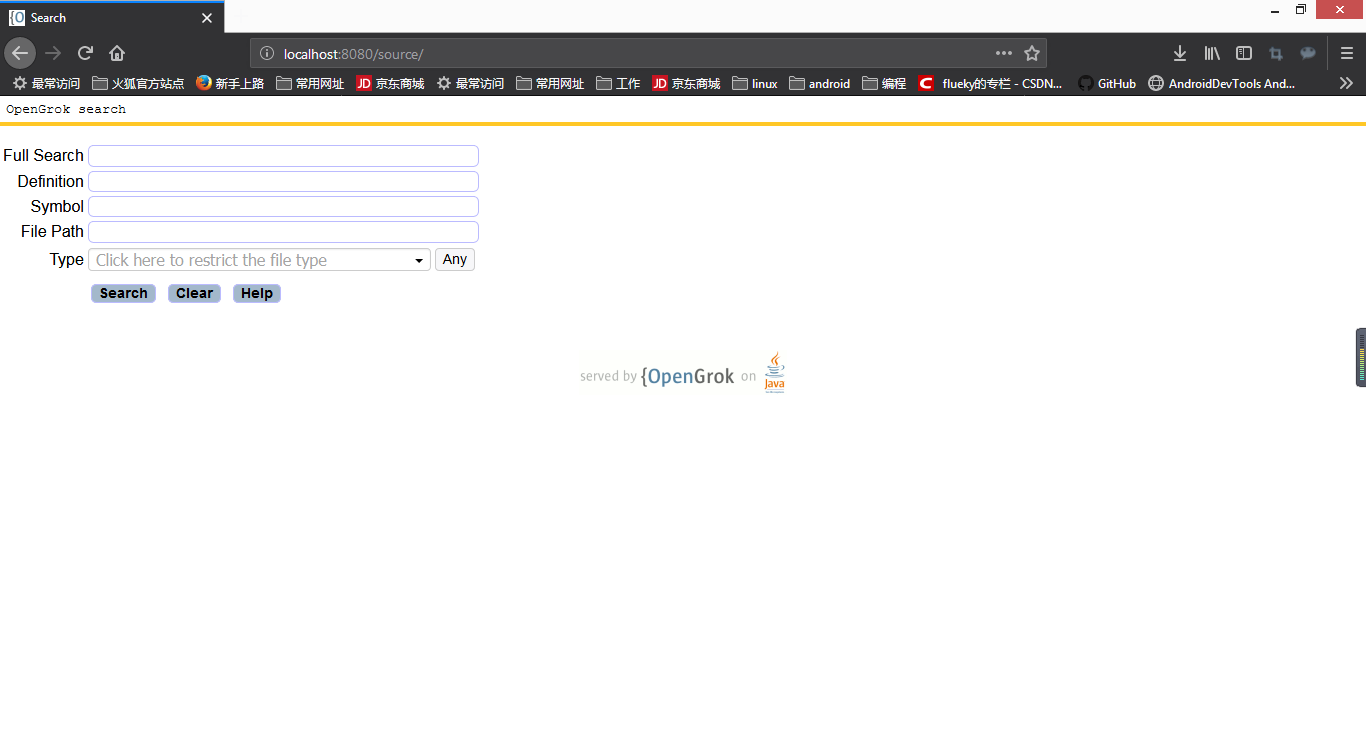 {O Search
localhost:8080/source/
最常访问 火狐官方站点 新手上路 常用网址 JD 京东商城 最常访问 常用网址 工作 JD 京东商城 linux android 编程 C flueky的专栏 - CSDN... GitHub AndroidDevTools And...
OpenGrok search
Full Search
Definition
Symbol
File Path
Type Click here to restrict the file type Any
Search Clear Help
served by {OpenGrok on Java